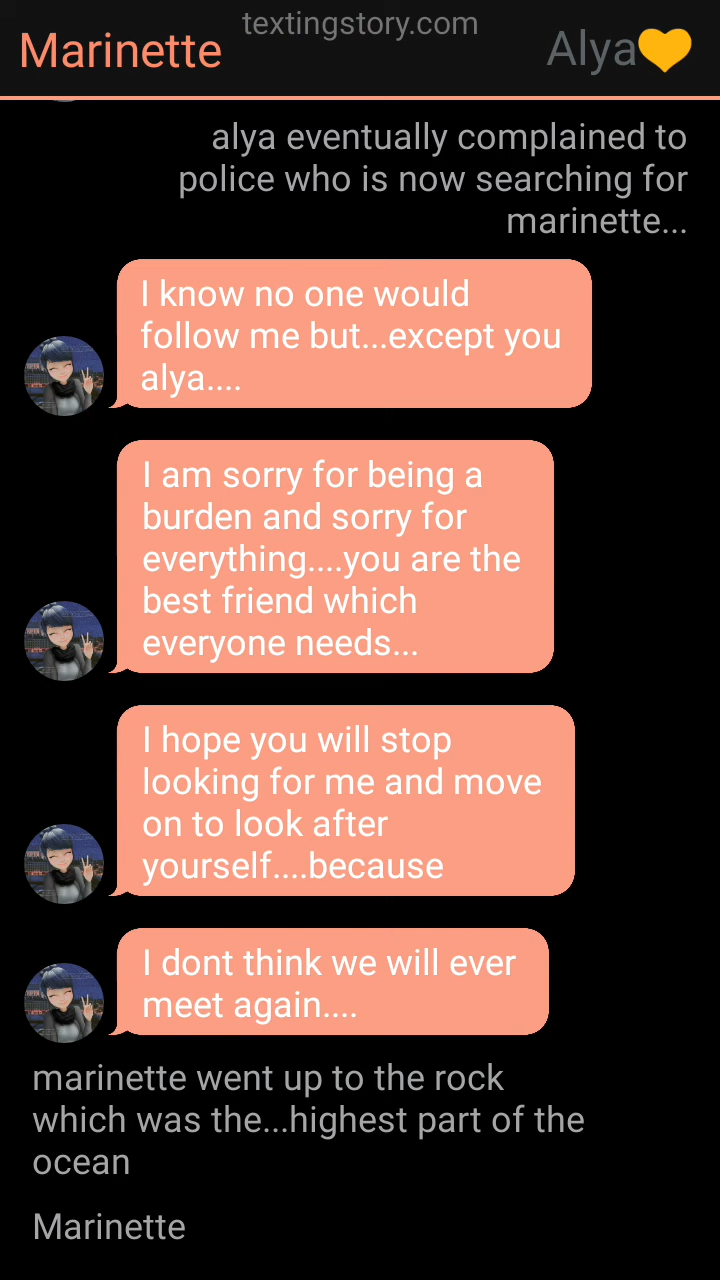 textingstory.com
Marinette
Alya💛
alya eventually complained to
police who is now searching for
marinette...
I know no one would
follow me but...except you
alya....
I am sorry for being a
burden and sorry for
everything....you are the
best friend which
everyone needs...
I hope you will stop
looking for me and move
on to look after
yourself....because
I dont think we will ever
meet again....
marinette went up to the rock
which was the...highest part of the
ocean
Marinette